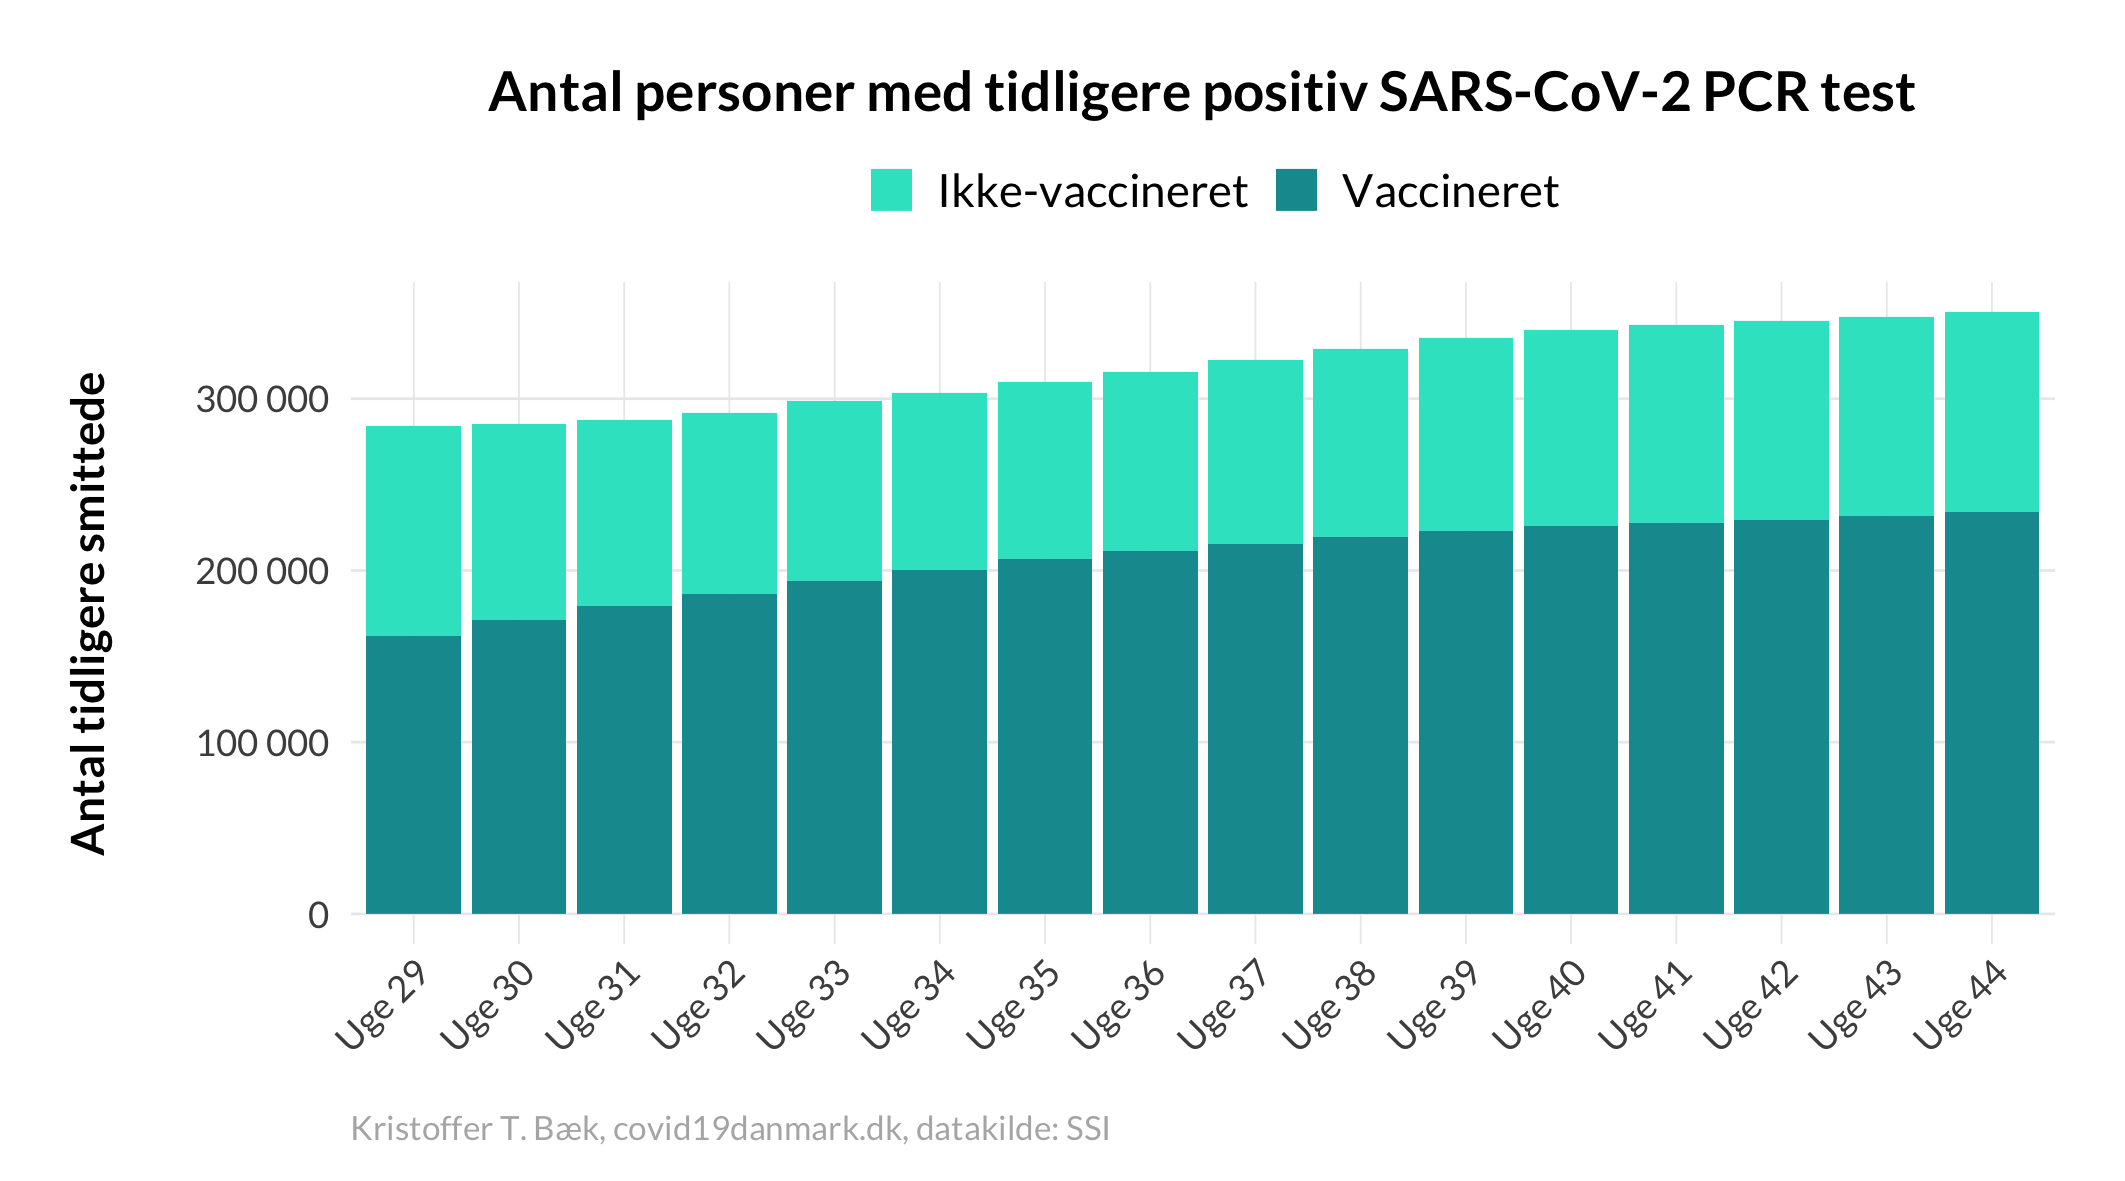 Antal personer med tidligere positiv SARS-CoV-2 PCR test
Ikke-vaccineret
Vaccineret
Antal tidligere smittede
300 000
200 000
100 000
0
Uge 29
Uge 30
Uge 31
Uge 32
Uge 33
Uge 34
Uge 35
Uge 36
Uge 37
Uge 38
Uge 39
Uge 40
Uge 41
Uge 42
Uge 43
Uge 44
Kristoffer T. Bæk, covid19danmark.dk, datakilde: SSI